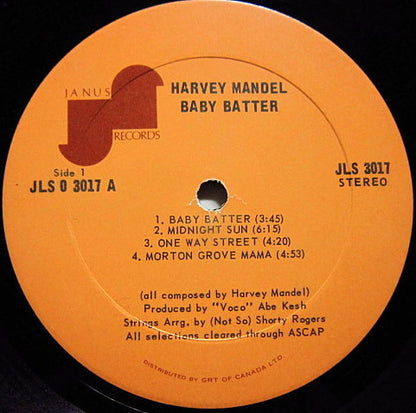 JANUS
RECORDS
HARVEY MANDEL
BABY BATTER
Side 1
JLS O 3017 A
JLS 3017
STEREO
1. BABY BATTER (3:45)
2. MIDNIGHT SUN (6:15)
3. ONE WAY STREET (4:20)
4. MORTON GROVE MAMA (4:53)
(all composed by Harvey Mandel)
Produced by "Voco" Abe Kesh
Strings Arrg. by (Not So) Shorty Rogers
All selections cleared through ASCAP
DISTRIBUTED BY GRT OF CANADA LTD.